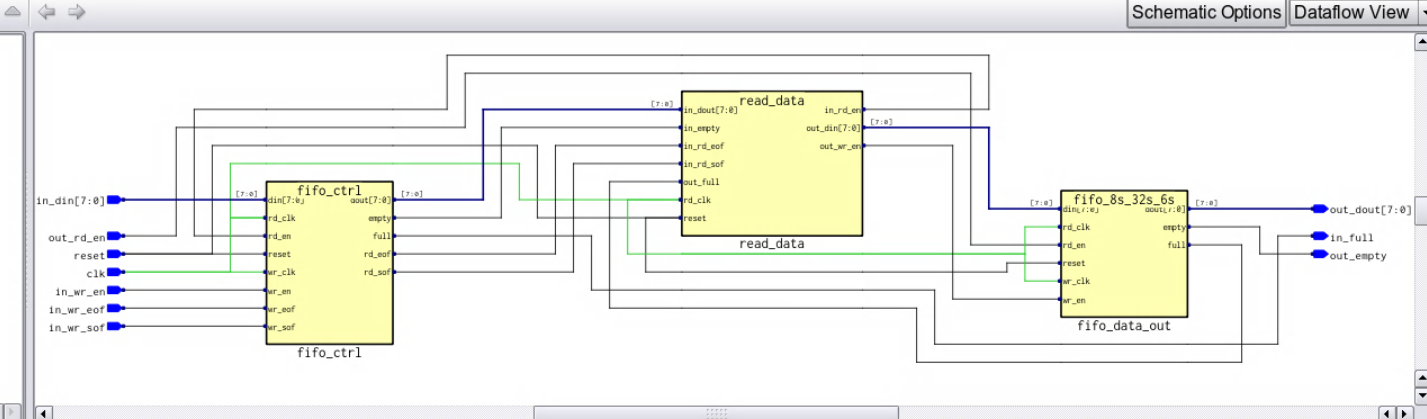 Schematic Options
Dataflow View
in_din[7:0]
out_rd_en
reset
clk
in_wr_en
in_wr_eof
in_wr_sof
[7:0]
fifo_ctrl
din[7:0]
rd_clk
rd_en
reset
wr_clk
wr_en
wr_eof
wr_sof
dout[7:0]
empty
full
rd_eof
rd_sof
fifo_ctrl
[7:0]
[7:0]
read_data
in_dout[7:0]
in_empty
in_rd_eof
in_rd_sof
out_full
rd_clk
reset
in_rd_en
out_din[7:0]
out_wr_en
read_data
[7:0]
[7:0]
fifo_8s_32s_6s
din[7:0]
rd_clk
rd_en
reset
wr_clk
wr_en
dout[7:0]
empty
full
fifo_data_out
[7:0]
out_dout[7:0]
in_full
out_empty